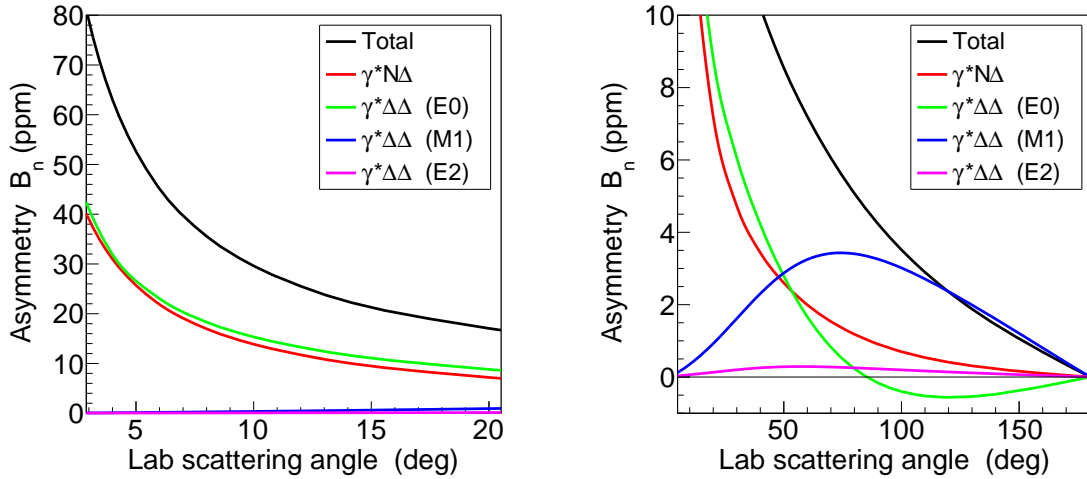 Asymmetry B_n (ppm)
80
70
60
50
40
30
20
10
0
Total
γ*NΔ
γ*ΔΔ (E0)
γ*ΔΔ (M1)
γ*ΔΔ (E2)
5 10 15 20
Lab scattering angle (deg)
Asymmetry B_n (ppm)
10
8
6
4
2
0
Total
γ*NΔ
γ*ΔΔ (E0)
γ*ΔΔ (M1)
γ*ΔΔ (E2)
50 100 150
Lab scattering angle (deg)